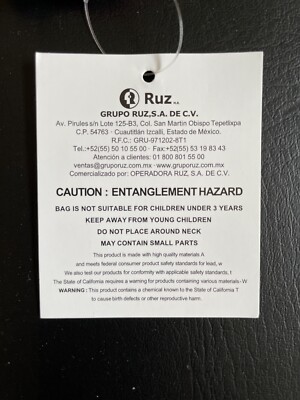 Ruz
GRUPO RUZ,S.A. DE C.V.
Av. Pirules s/n Lote 125-B3, Col. San Martin Obispo Tepetlixpa
C.P. 54763 · Cuautitlán Izcalli, Estado de México.
R.F.C. GRU-971202-8T1
Tel.:+52(55) 50 10 55 00 · Fax:+52(55) 53 19 83 43
Atención a clientes: 01 800 801 55 00
ventas@gruporuz.com.mx·www.gruporuz.com.mx
Comercializado por: OPERADORA RUZ, S.A. DE C.V.
CAUTION : ENTANGLEMENT HAZARD
BAG IS NOT SUITABLE FOR CHILDREN UNDER 3 YEARS
KEEP AWAY FROM YOUNG CHILDREN
DO NOT PLACE AROUND NECK
MAY CONTAIN SMALL PARTS
This product is made with high quality materials A
and meets federal consumer product safety standards for lead, w
We also test our products for conformity with applicable safety standards, t
The State of California requires a warning for products containing various materials- W
WARNING : This product contains a chemical known to the State of California T
to cause birth defects or other reproductive harm.